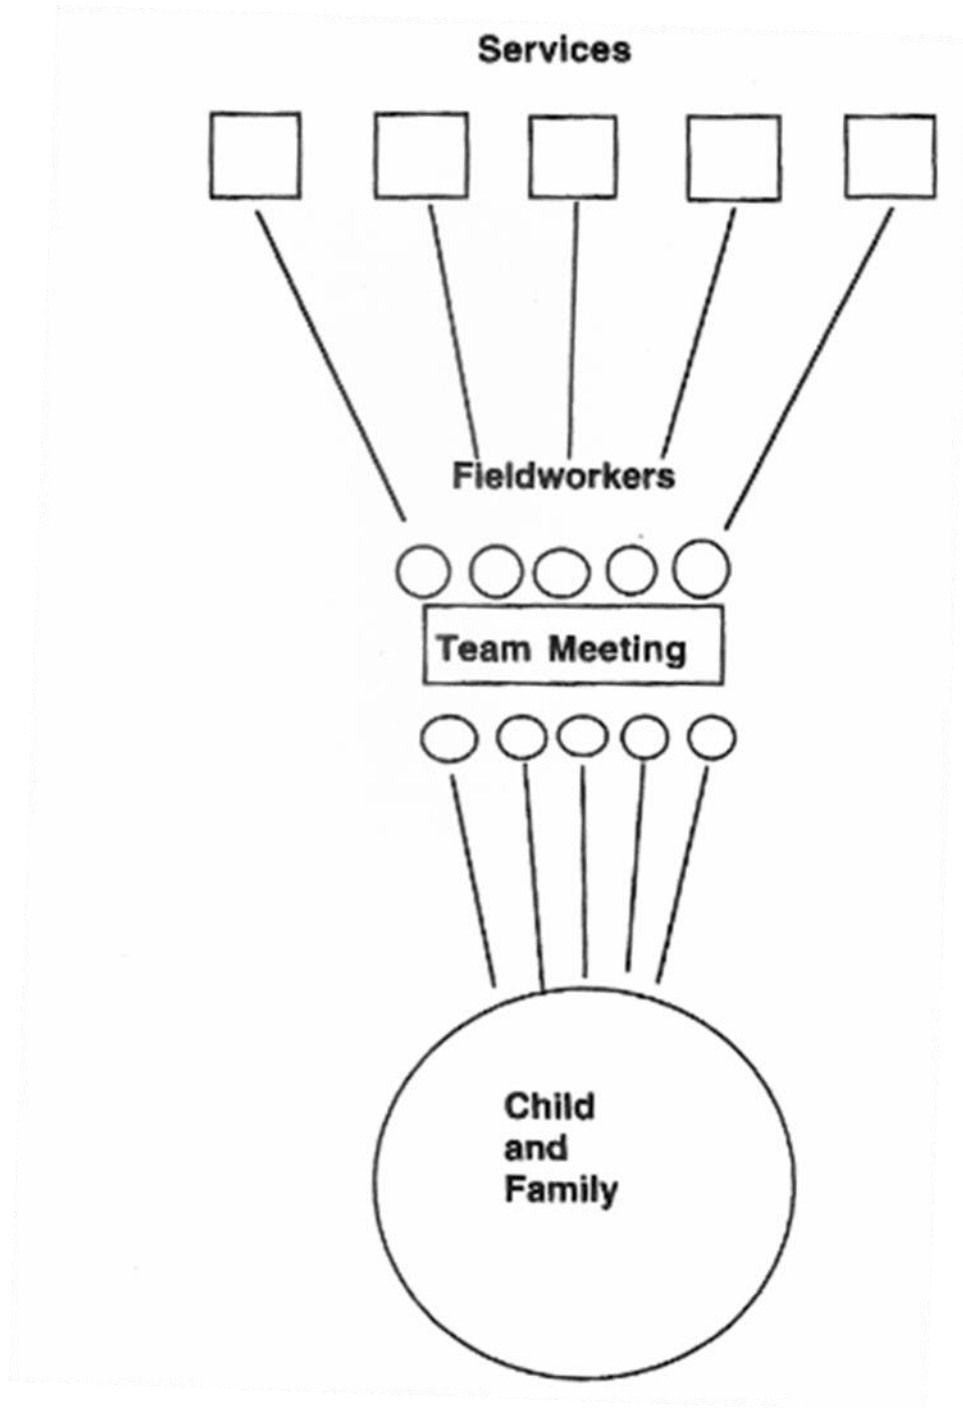 Services
Fieldworkers
Team Meeting
Child
and
Family